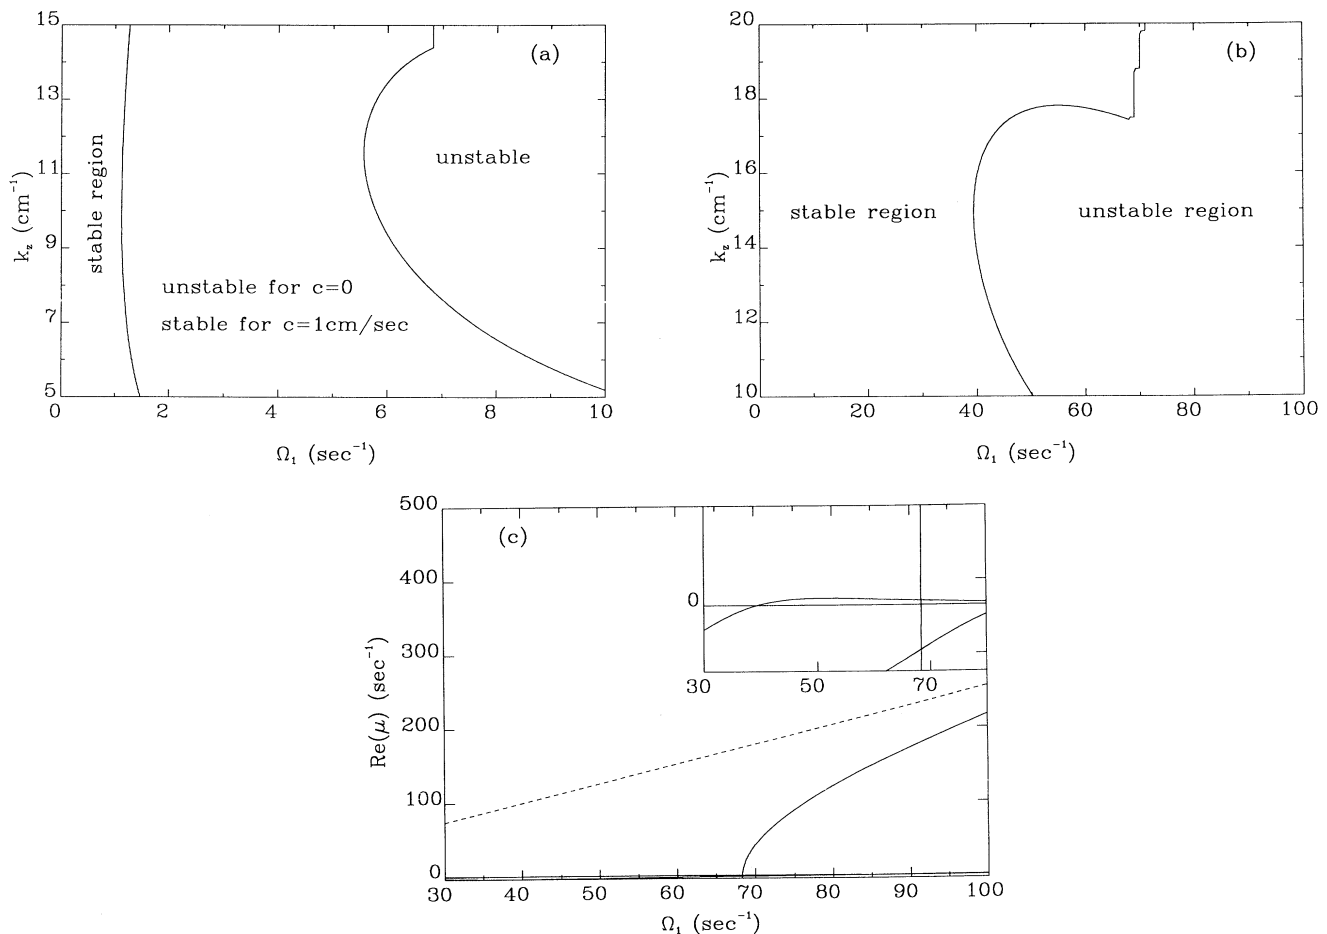 15
13
11
9
7
5
k_z (cm⁻¹)
(a)
stable region
unstable
unstable for c=0
stable for c=1cm/sec
0 2 4 6 8 10
Ω₁ (sec⁻¹)
20
18
16
14
12
10
k_z (cm⁻¹)
(b)
stable region
unstable region
0 20 40 60 80 100
Ω₁ (sec⁻¹)
500
400
300
200
100
0
Re(μ) (sec⁻¹)
(c)
0
30 50 70
30 40 50 60 70 80 90 100
Ω₁ (sec⁻¹)